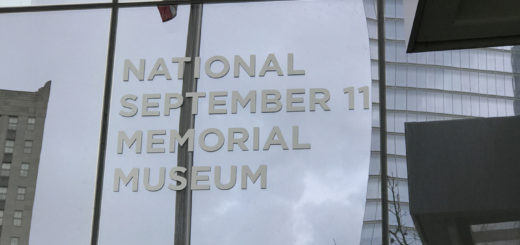 NATIONAL
SEPTEMBER 11
MEMORIAL
MUSEUM